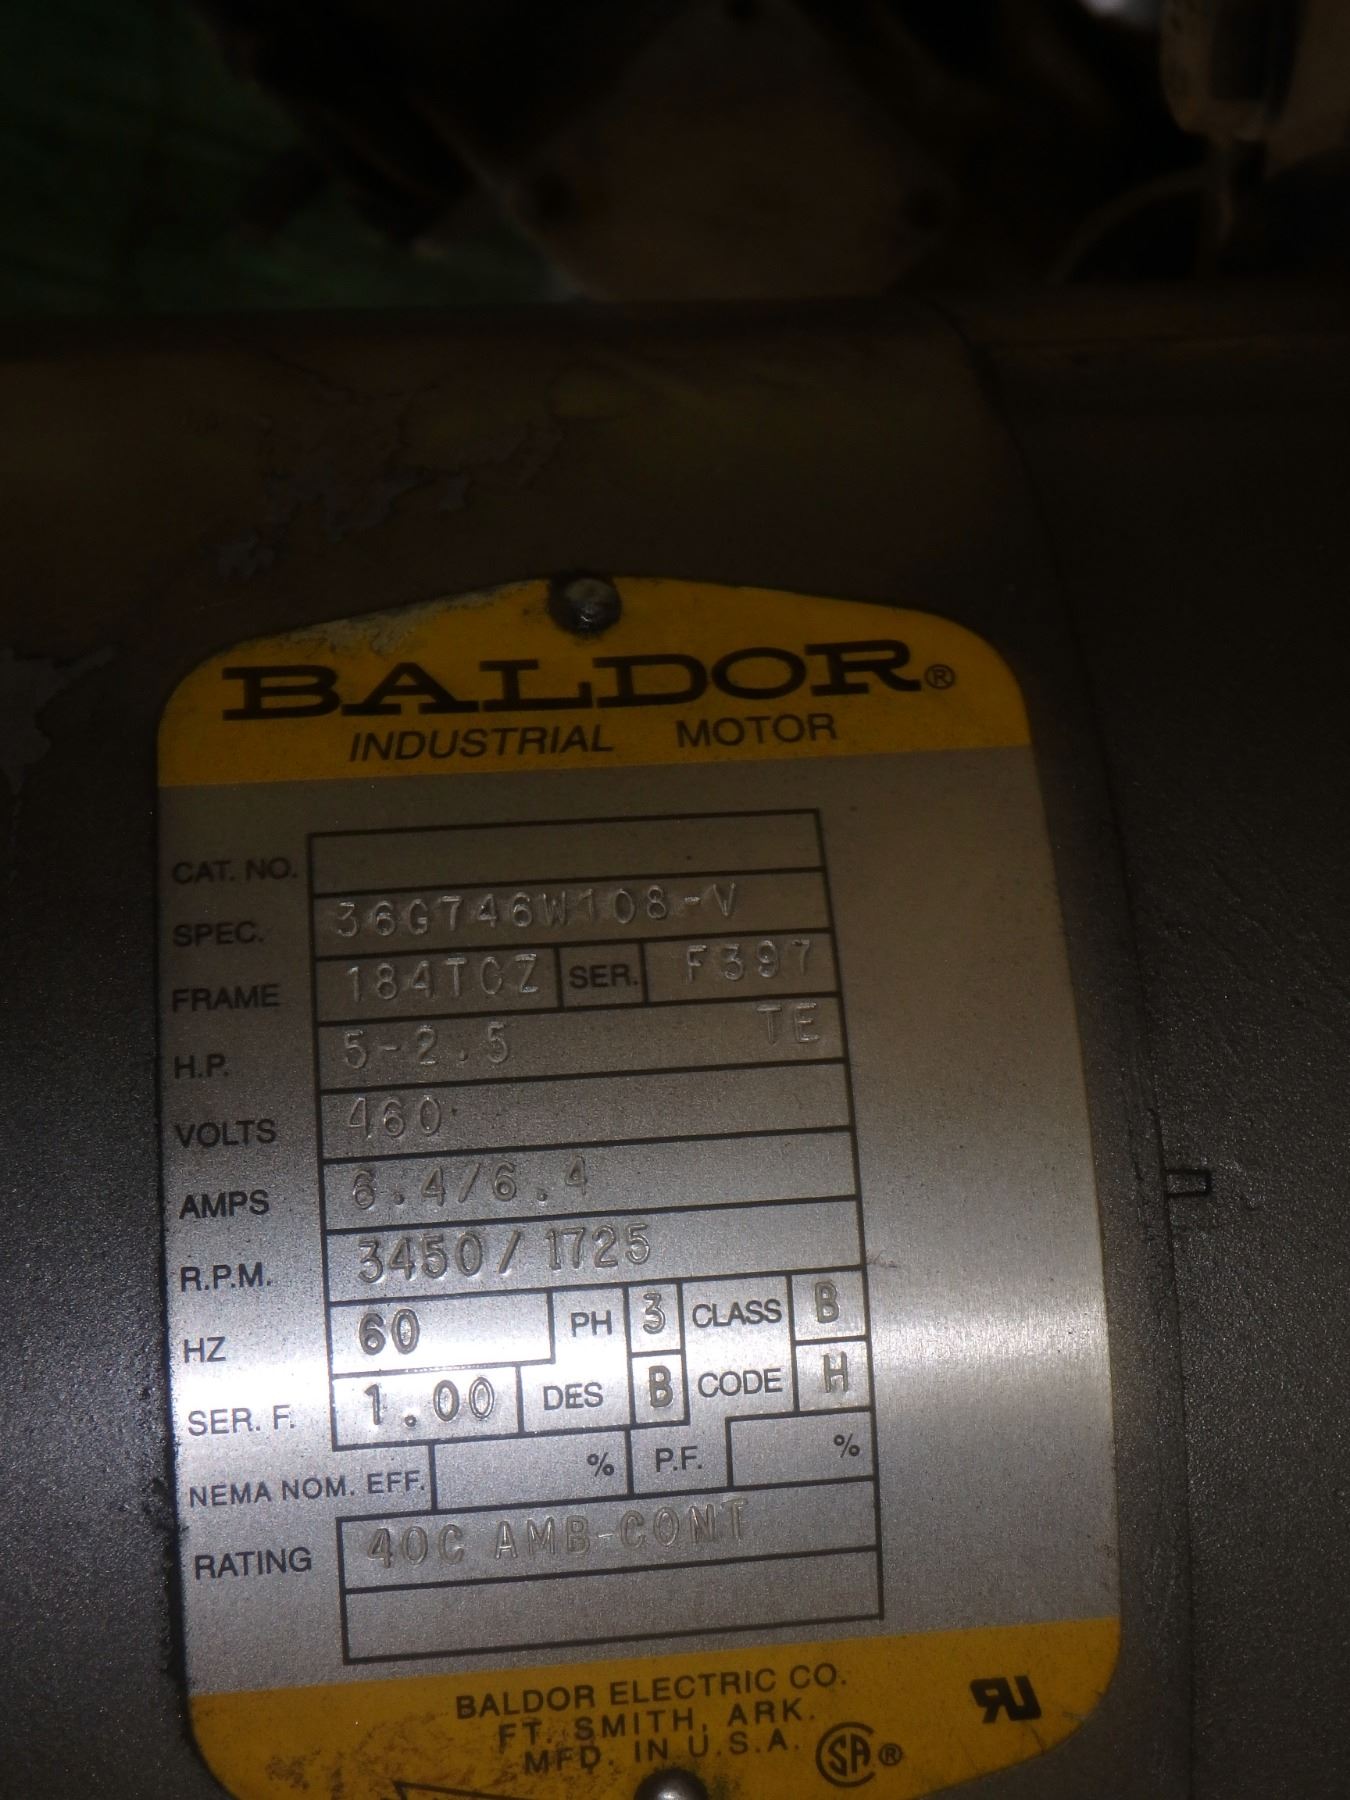 BALDOR®
INDUSTRIAL MOTOR
CAT. NO.
SPEC. 36G746W108-V
FRAME 184TCZ SER. F397
H.P. 5-2.5 TE
VOLTS 460
AMPS 6.4/6.4
R.P.M. 3450/1725
HZ 60 PH 3 CLASS B
SER. F. 1.00 DES B CODE H
NEMA NOM. EFF. % P.F. %
RATING 40C AMB-CONT
BALDOR ELECTRIC CO.
FT. SMITH, ARK.
MFD. IN U.S.A. SA®